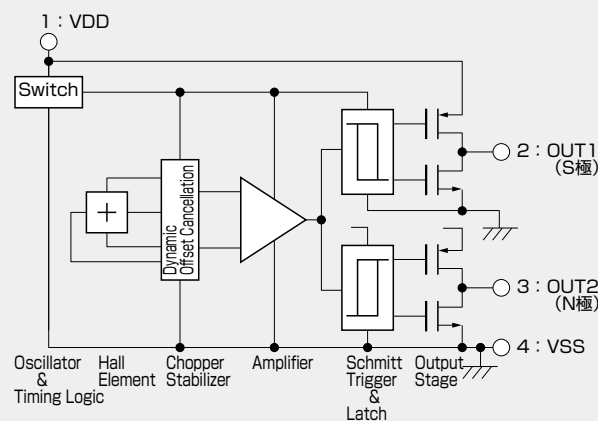 1：VDD
Switch
2：OUT1
(S極)
Dynamic
Offset Cancellation
3：OUT2
(N極)
4：VSS
Oscillator
&
Timing Logic
Hall
Element
Chopper
Stabilizer
Amplifier
Schmitt
Trigger
&
Latch
Output
Stage